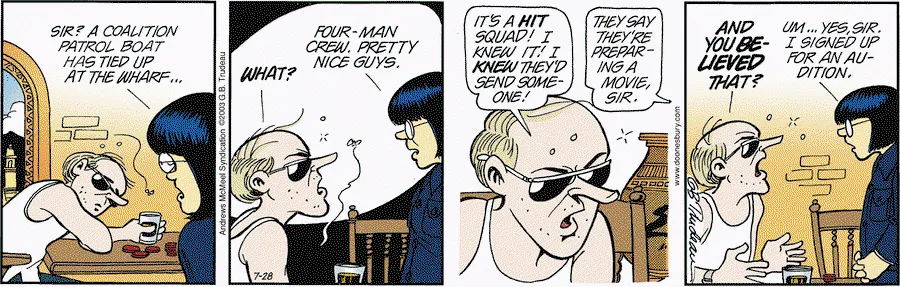 SIR? A COALITION
PATROL BOAT
HAS TIED UP
AT THE WHARF...
Andrews McMeel Syndication ©2003 G.B. Trudeau
WHAT?
FOUR-MAN
CREW. PRETTY
NICE GUYS.
7-28
IT'S A HIT
SQUAD! I
KNEW IT! I
KNEW THEY'D
SEND SOME-
ONE!
THEY SAY
THEY'RE
PREPAR-
ING A
MOVIE,
SIR.
www.doonesbury.com
AND
YOU BE-
LIEVED
THAT?
UM... YES, SIR.
I SIGNED UP
FOR AN AU-
DITION.
GB Trudeau